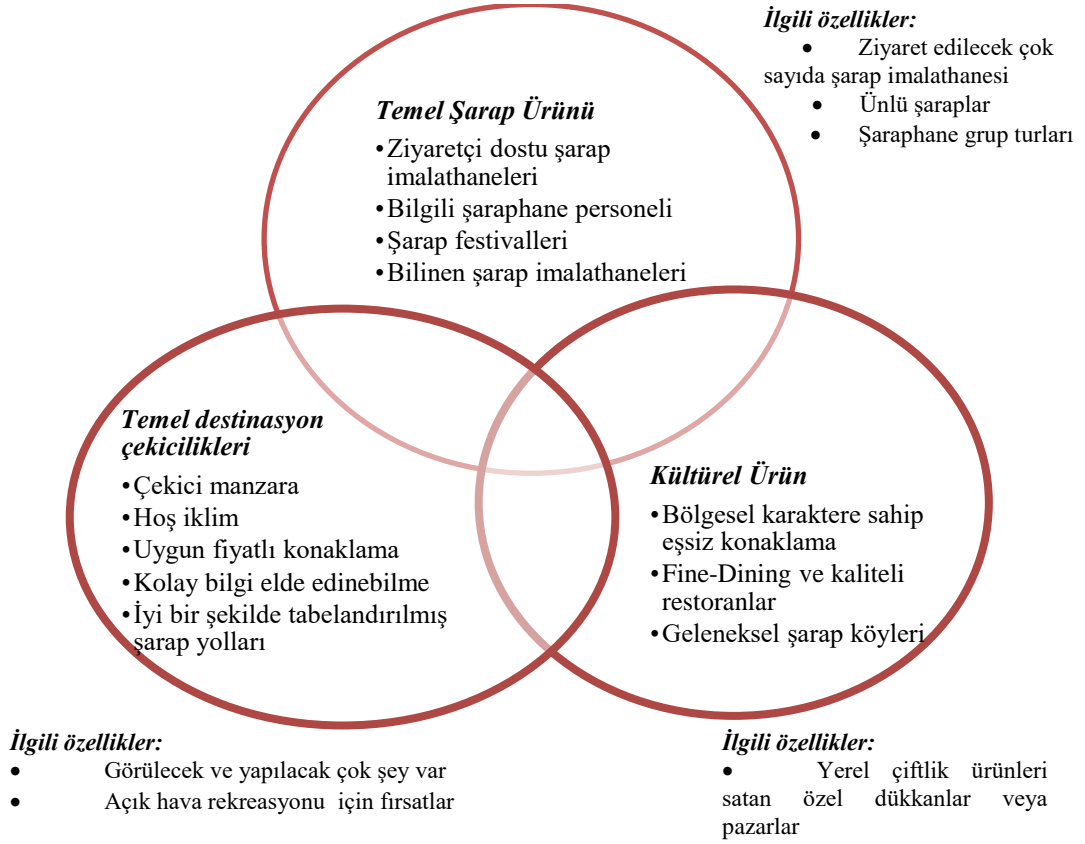 İlgili özellikler:
• Ziyaret edilecek çok
sayıda şarap imalathanesi
• Ünlü şaraplar
• Şaraphane grup turları
Temel Şarap Ürünü
•Ziyaretçi dostu şarap
imalathaneleri
•Bilgili şaraphane personeli
•Şarap festivalleri
•Bilinen şarap imalathaneleri
Temel destinasyon
çekicilikleri
•Çekici manzara
•Hoş iklim
•Uygun fiyatlı konaklama
•Kolay bilgi elde edinebilme
•İyi bir şekilde tabelandırılmış
şarap yolları
Kültürel Ürün
•Bölgesel karaktere sahip
eşsiz konaklama
•Fine-Dining ve kaliteli
restoranlar
•Geleneksel şarap köyleri
İlgili özellikler:
• Görülecek ve yapılacak çok şey var
• Açık hava rekreasyonu için fırsatlar
İlgili özellikler:
• Yerel çiftlik ürünleri
satan özel dükkanlar veya
pazarlar